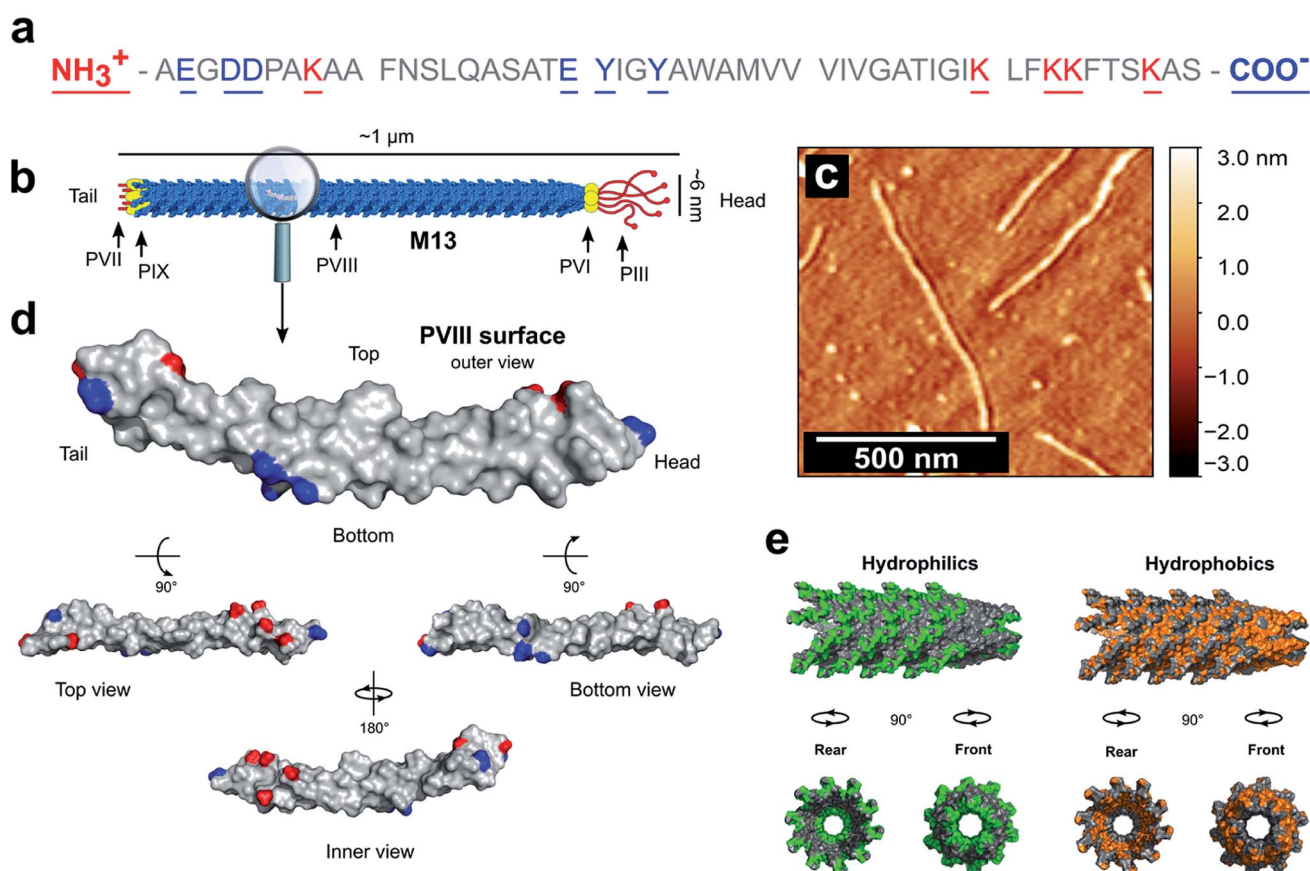 a
NH3+ - AEGDDPAKAA FNSLQASATE YIGYAWAMVV VIVGATIGIK LFKKFTSKAS - COO-
b
~1 µm
Tail
~6 nm
Head
M13
PVII
PIX
PVIII
PVI
PIII
c
500 nm
3.0 nm
2.0
1.0
0.0
−1.0
−2.0
−3.0
d
PVIII surface
outer view
Top
Tail
Head
Bottom
90°
90°
Top view
Bottom view
180°
Inner view
e
Hydrophilics
Hydrophobics
90°
90°
Rear
Front
Rear
Front